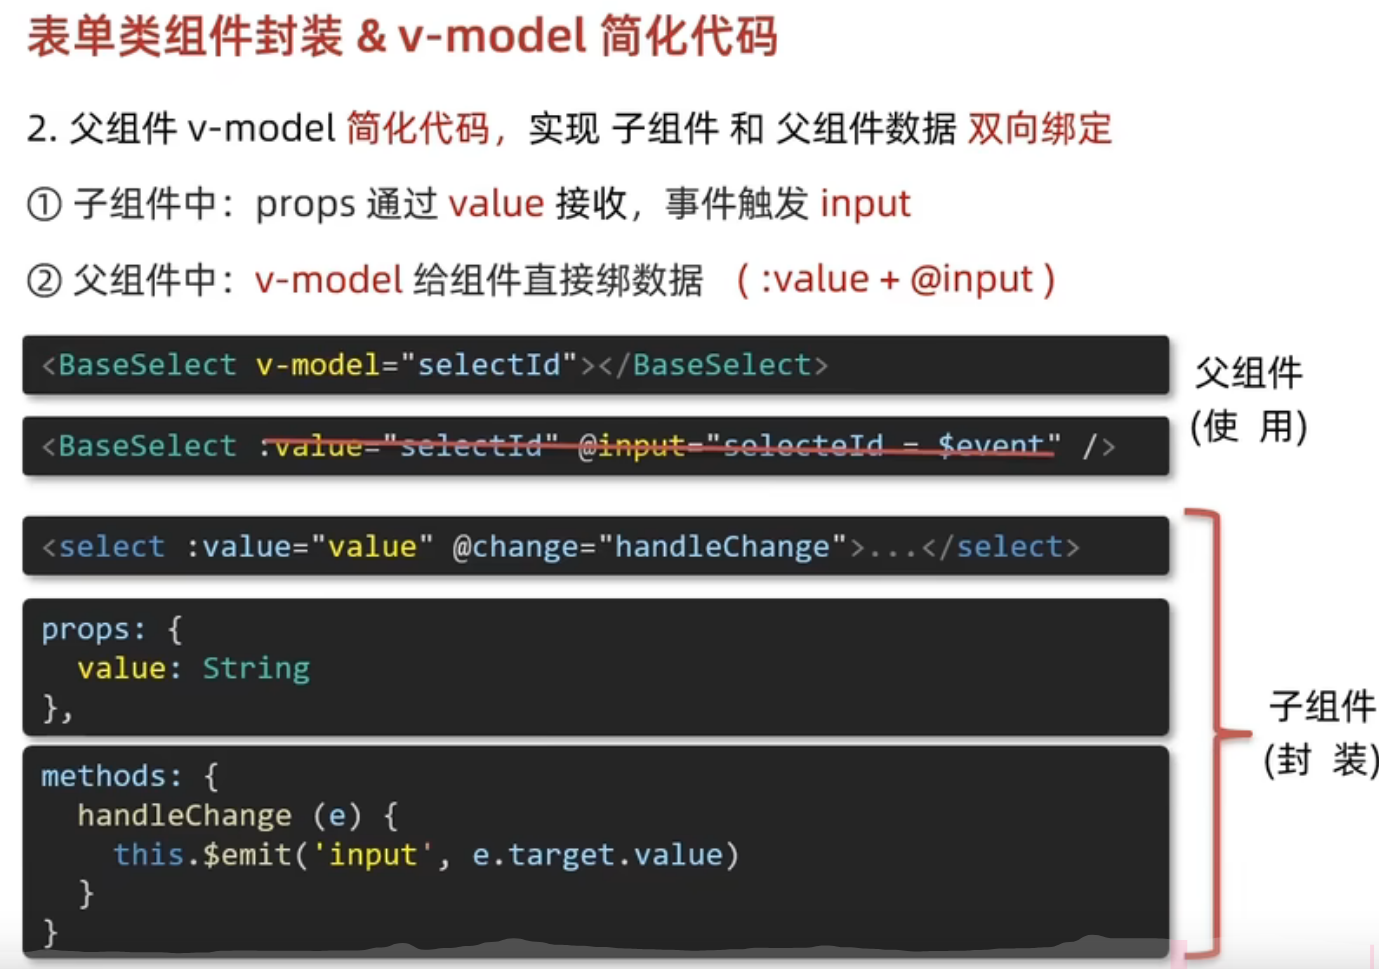 表单类组件封装 & v-model 简化代码
2. 父组件 v-model 简化代码，实现 子组件 和 父组件数据 双向绑定
① 子组件中：props 通过 value 接收，事件触发 input
② 父组件中：v-model 给组件直接绑数据 （ :value + @input ）
<BaseSelect v-model="selectId"></BaseSelect>
<BaseSelect :value="selectId" @input="selecteId = $event" />
父组件
(使 用)
<select :value="value" @change="handleChange">...</select>
props: {
value: String
},
methods: {
handleChange (e) {
this.$emit('input', e.target.value)
}
}
子组件
(封 装)